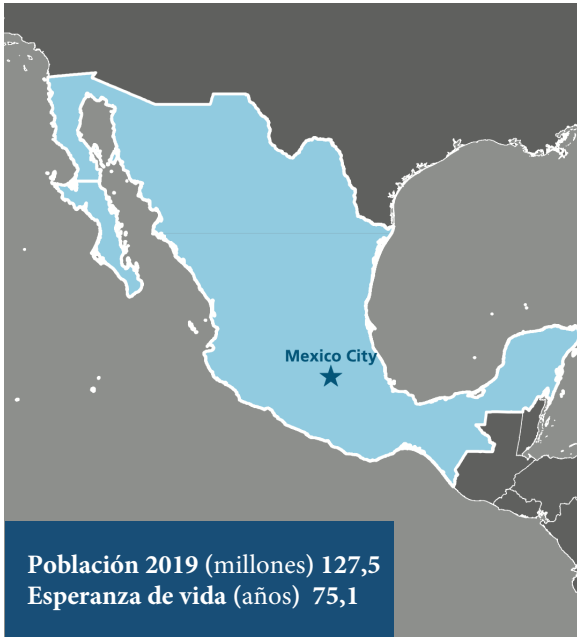 Mexico City
Población 2019 (millones) 127,5
Esperanza de vida (años) 75,1